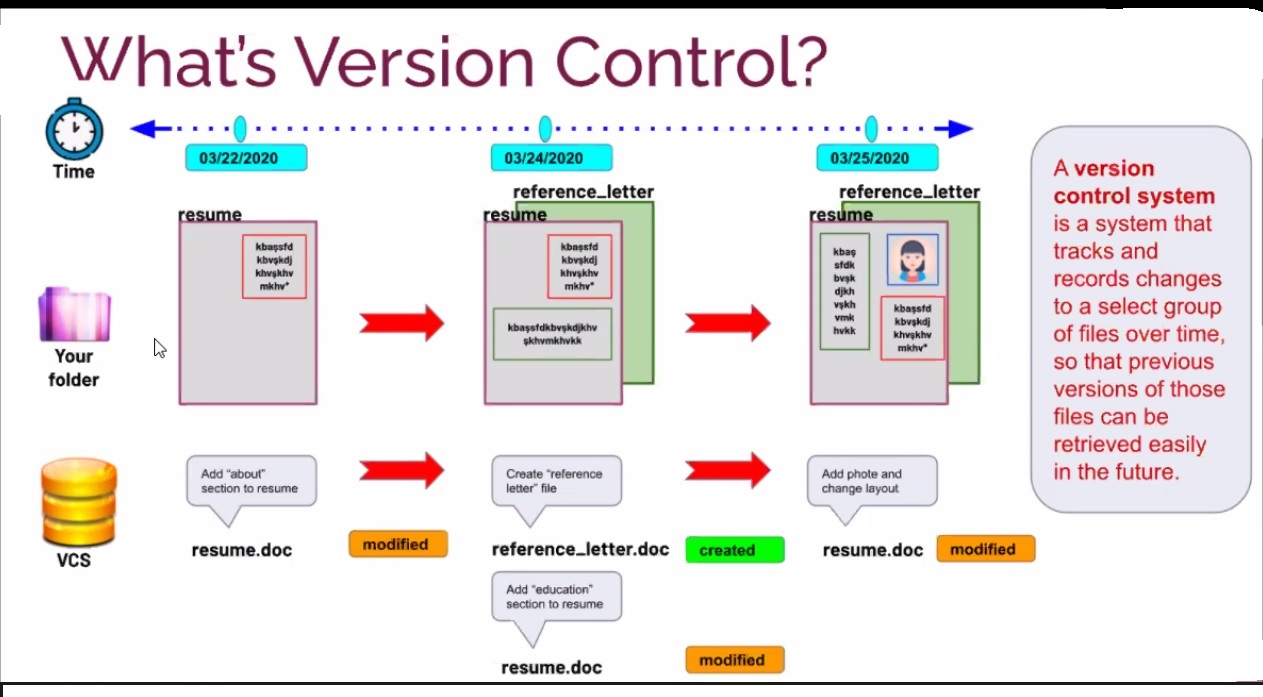 What's Version Control?
Time
03/22/2020
03/24/2020
03/25/2020
resume
reference_letter
resume
reference_letter
resume
Your
folder
kbaşsfd
kbvşkdj
khvşkhv
mkhv*
kbaşsfd
kbvşkdj
khvşkhv
mkhv*
kbaşsfdkbvşkdjkhv
şkhvmkhvkk
kbaş
sfdk
bvşk
djkh
vşkh
vmk
hvkk
kbaşsfd
kbvşkdj
khvşkhv
mkhv*
VCS
Add "about"
section to resume
resume.doc
modified
Create "reference
letter" file
reference_letter.doc
created
Add "education"
section to resume
resume.doc
modified
Add phote and
change layout
resume.doc
modified
A version
control system
is a system that
tracks and
records changes
to a select group
of files over time,
so that previous
versions of those
files can be
retrieved easily
in the future.